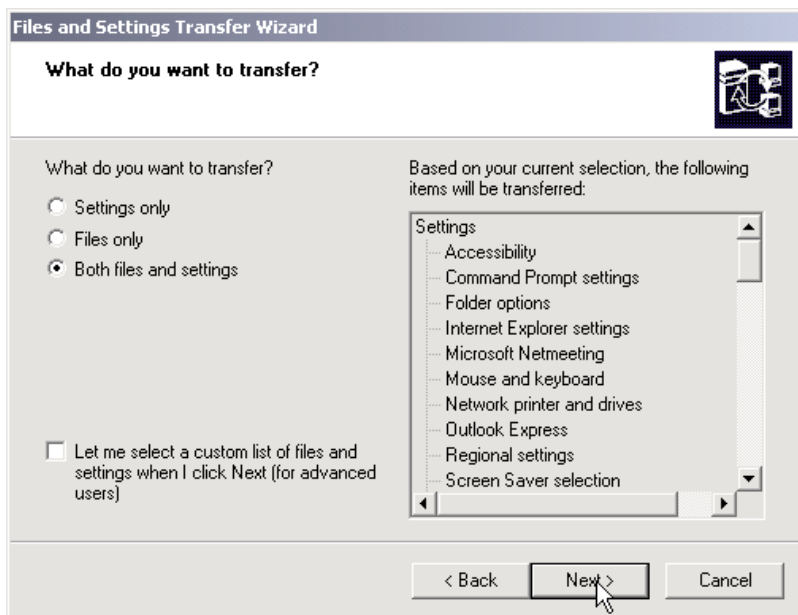 Files and Settings Transfer Wizard
What do you want to transfer?
What do you want to transfer?
Settings only
Files only
Both files and settings
Let me select a custom list of files and
settings when I click Next (for advanced
users)
Based on your current selection, the following
items will be transferred:
Settings
Accessibility
Command Prompt settings
Folder options
Internet Explorer settings
Microsoft Netmeeting
Mouse and keyboard
Network printer and drives
Outlook Express
Regional settings
Screen Saver selection
< Back
Next >
Cancel